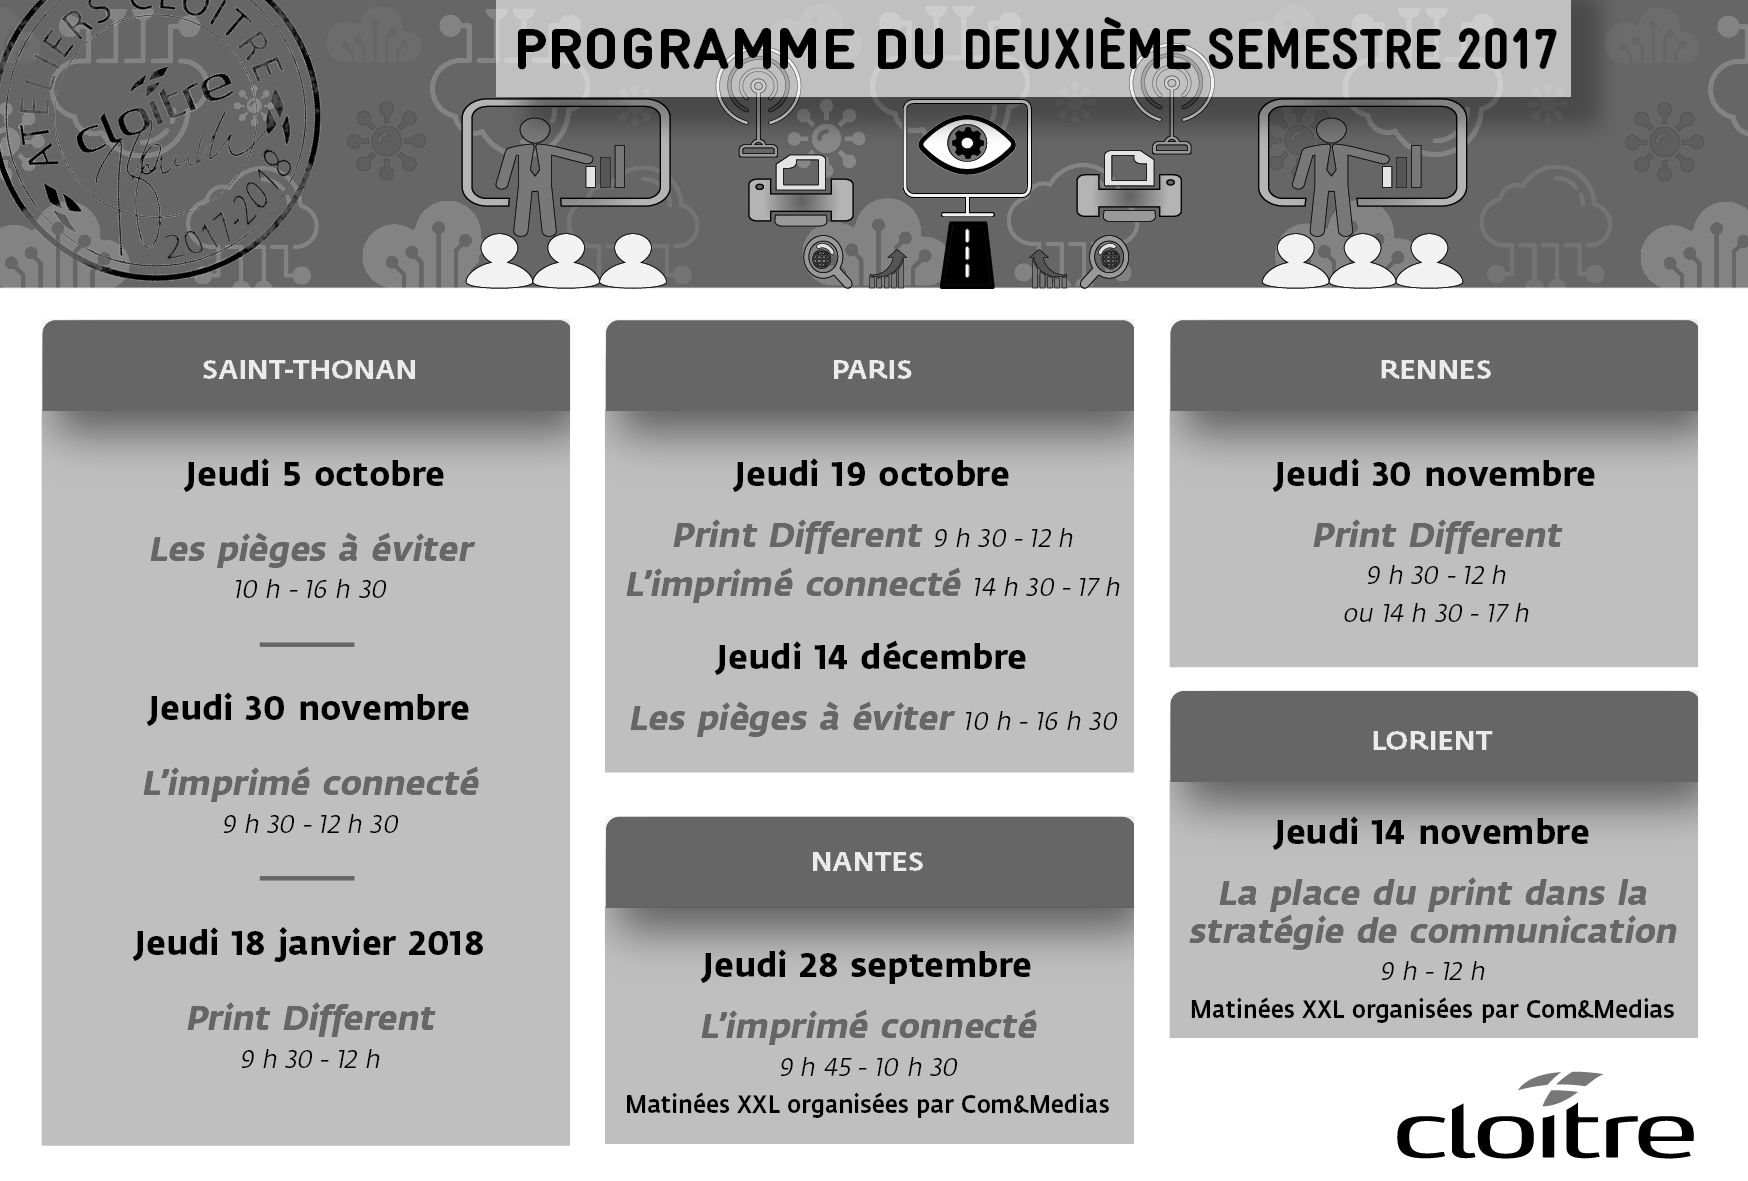 ATELIERS CLOÎTRE
cloître
2017-2018
PROGRAMME DU DEUXIÈME SEMESTRE 2017
SAINT-THONAN
Jeudi 5 octobre
Les pièges à éviter
10 h - 16 h 30
Jeudi 30 novembre
L'imprimé connecté
9 h 30 - 12 h 30
Jeudi 18 janvier 2018
Print Different
9 h 30 - 12 h
PARIS
Jeudi 19 octobre
Print Different 9 h 30 - 12 h
L'imprimé connecté 14 h 30 - 17 h
Jeudi 14 décembre
Les pièges à éviter 10 h - 16 h 30
NANTES
Jeudi 28 septembre
L'imprimé connecté
9 h 45 - 10 h 30
Matinées XXL organisées par Com&Medias
RENNES
Jeudi 30 novembre
Print Different
9 h 30 - 12 h
ou 14 h 30 - 17 h
LORIENT
Jeudi 14 novembre
La place du print dans la
stratégie de communication
9 h - 12 h
Matinées XXL organisées par Com&Medias
cloître